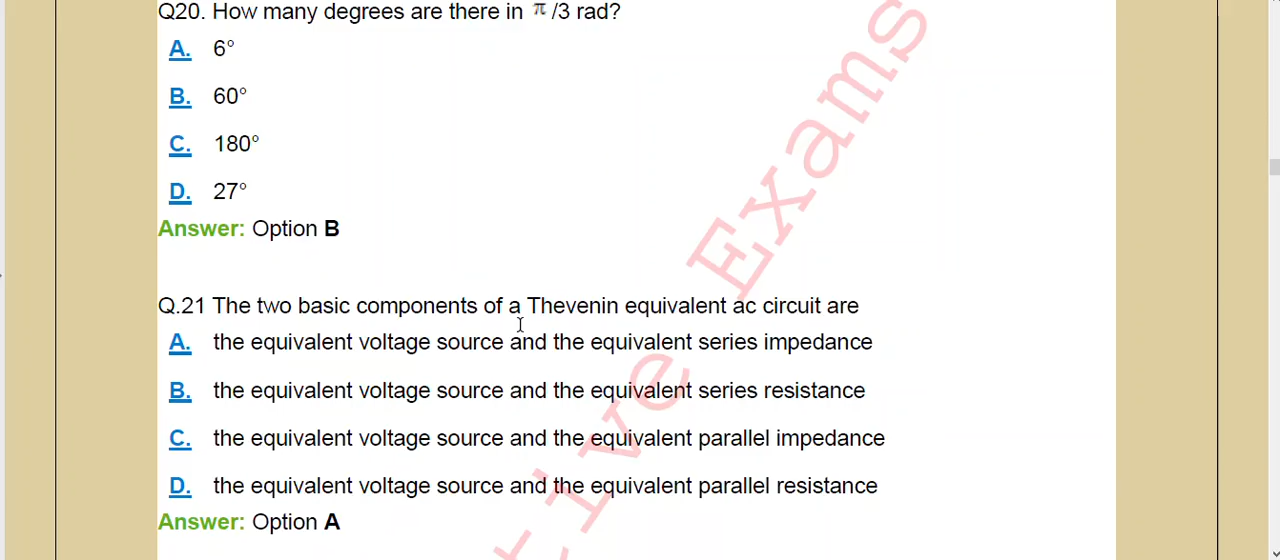 Q20. How many degrees are there in π /3 rad?
A. 6°
B. 60°
C. 180°
D. 27°
Answer: Option B
Q.21 The two basic components of a Thevenin equivalent ac circuit are
A. the equivalent voltage source and the equivalent series impedance
B. the equivalent voltage source and the equivalent series resistance
C. the equivalent voltage source and the equivalent parallel impedance
D. the equivalent voltage source and the equivalent parallel resistance
Answer: Option A
Exams